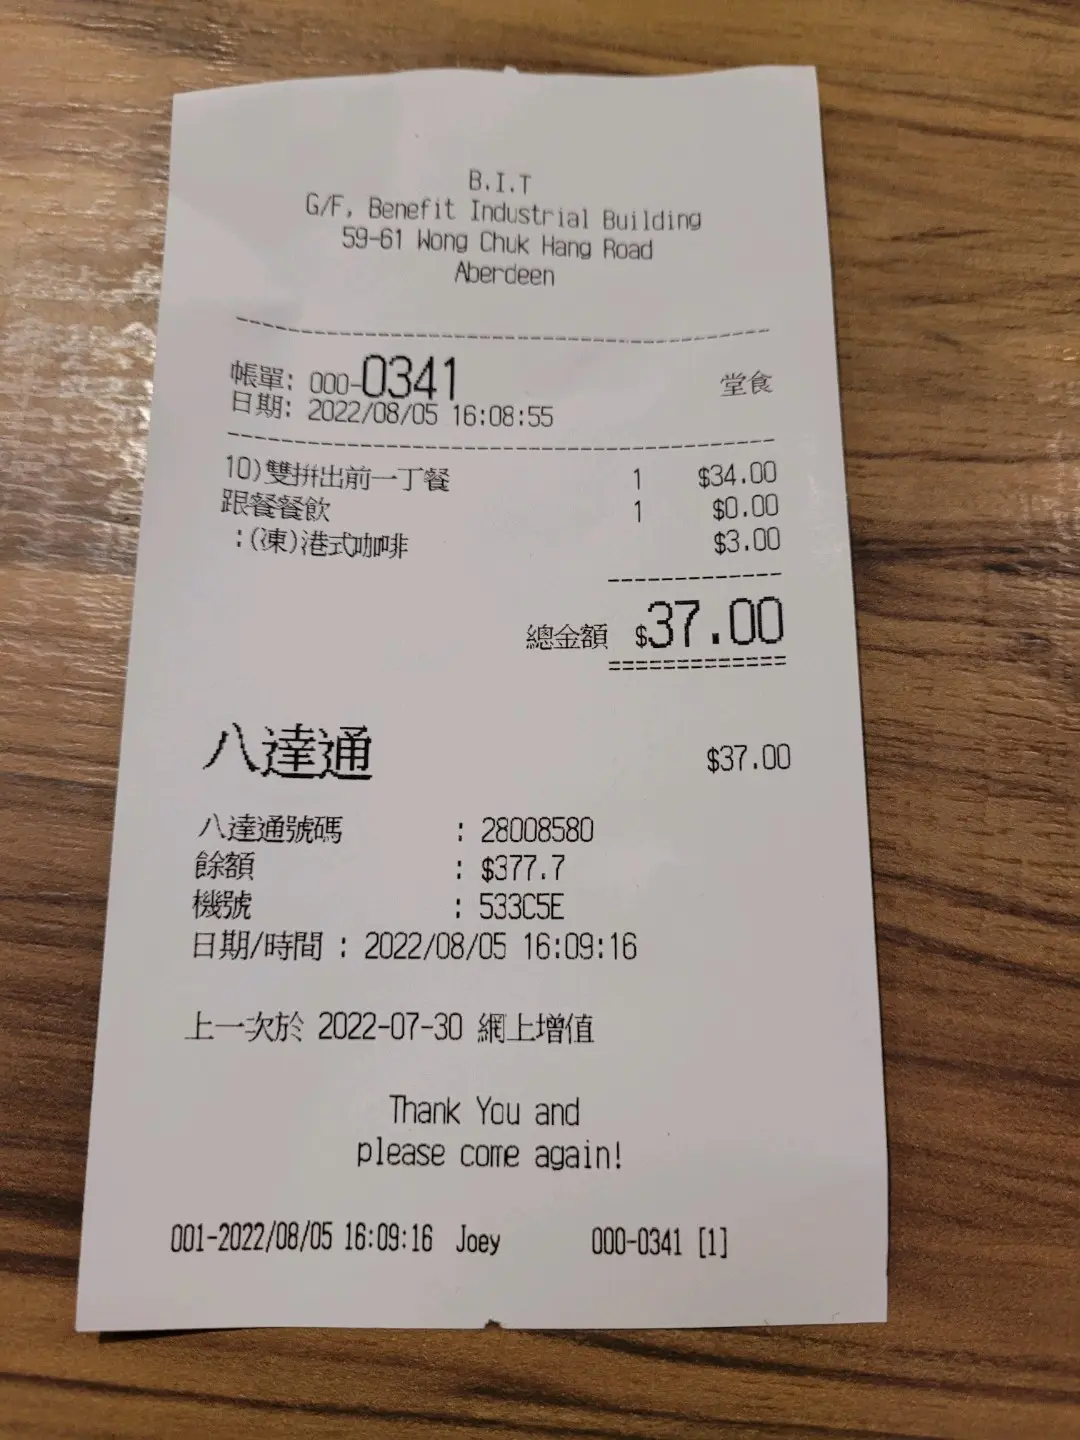 B.I.T
G/F, Benefit Industrial Building
59-61 Wong Chuk Hang Road
Aberdeen
帳單: 000-0341 堂食
日期: 2022/08/05 16:08:55
10)雙拼出前一丁餐 1 $34.00
跟餐餐飲 1 $0.00
:(凍)港式咖啡 $3.00
總金額 $37.00
八達通 $37.00
八達通號碼 : 28008580
餘額 : $377.7
機號 : 533C5E
日期/時間 : 2022/08/05 16:09:16
上一次於 2022-07-30 網上增值
Thank You and
please come again!
001-2022/08/05 16:09:16 Joey 000-0341 [1]